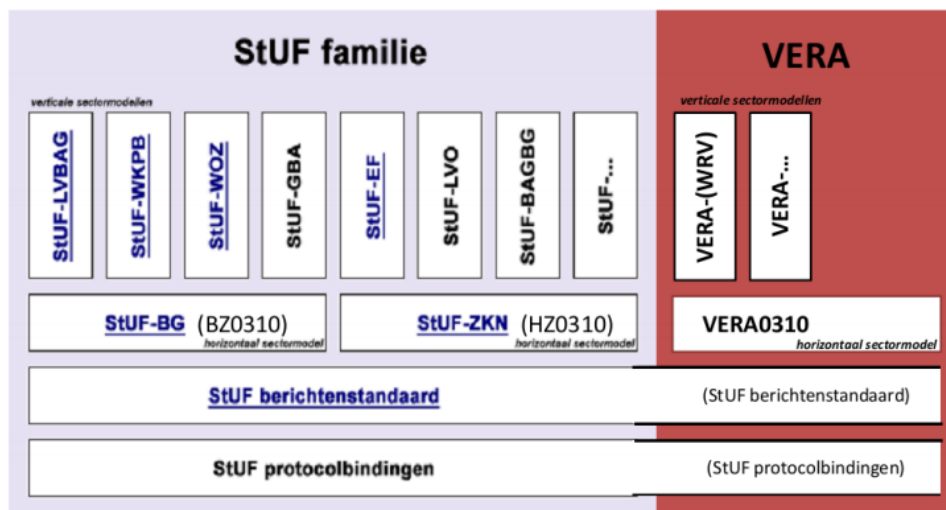 StUF familie
VERA
verticale sectormodellen
verticale sectormodellen
StUF-LVBAG
StUF-WKPB
StUF-WOZ
StUF-GBA
StUF-EF
StUF-LVO
StUF-BAGBG
StUF-...
VERA-(WRV)
VERA-...
StUF-BG (BZ0310)
horizontaal sectormodel
StUF-ZKN (HZ0310)
horizontaal sectormodel
VERA0310
horizontaal sectormodel
StUF berichtenstandaard
(StUF berichtenstandaard)
StUF protocolbindingen
(StUF protocolbindingen)